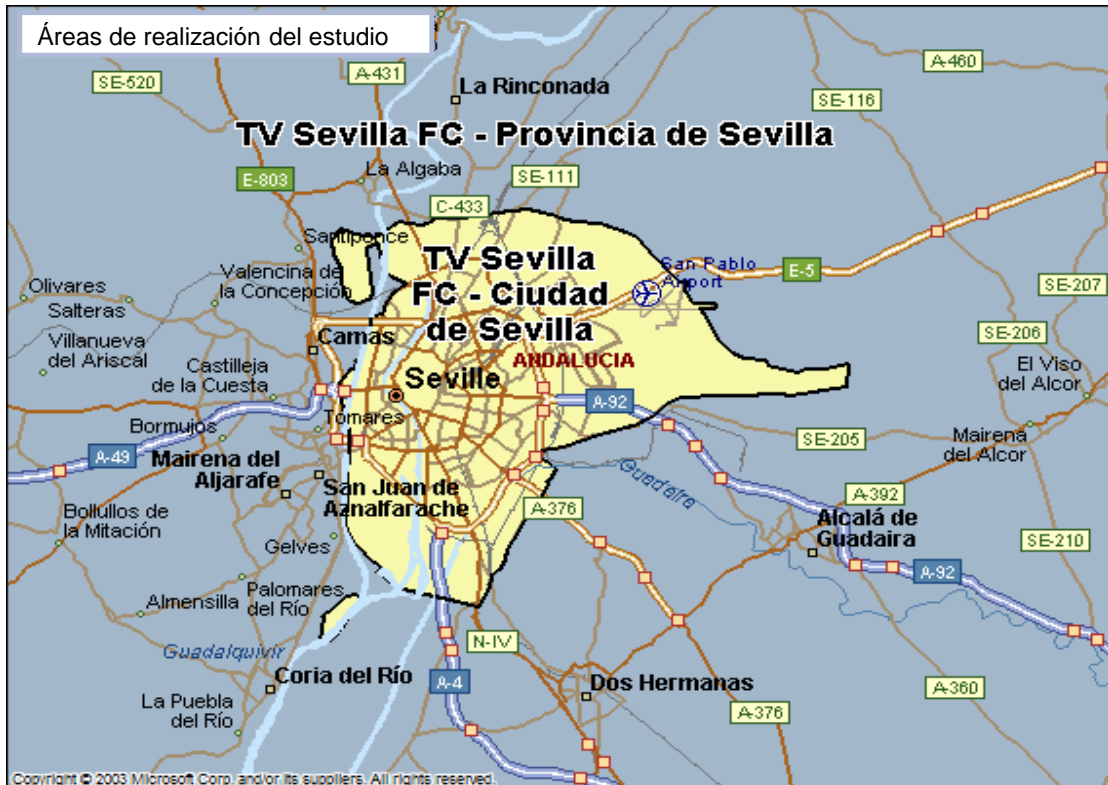 Áreas de realización del estudio
SE-520
A-431
A-460
La Rinconada
SE-116
TV Sevilla FC - Provincia de Sevilla
La Algaba
E-803
SE-111
C-433
Santiponce
TV Sevilla
FC - Ciudad
de Sevilla
San Pablo
Airport
E-5
Valencina de
la Concepción
Olivares
Salteras
SE-207
Villanueva
del Ariscál
Camas
SE-206
ANDALUCIA
Castilleja
de la Cuesta
El Viso
del Alcor
Seville
A-92
Tomares
Bormujos
SE-205
Mairena
del Alcor
A-49
Mairena del
Aljarafe
San Juan de
Aznalfarache
Guadaira
A-392
A-376
Bollullos de
la Mitación
Alcalá de
Guadaira
Gelves
SE-210
A-92
Palomares
del Río
Almensilla
N-IV
Guadalquivir
Coria del Río
A-4
Dos Hermanas
A-360
La Puebla
del Río
A-376
Copyright © 2003 Microsoft Corp. and/or its suppliers. All rights reserved.